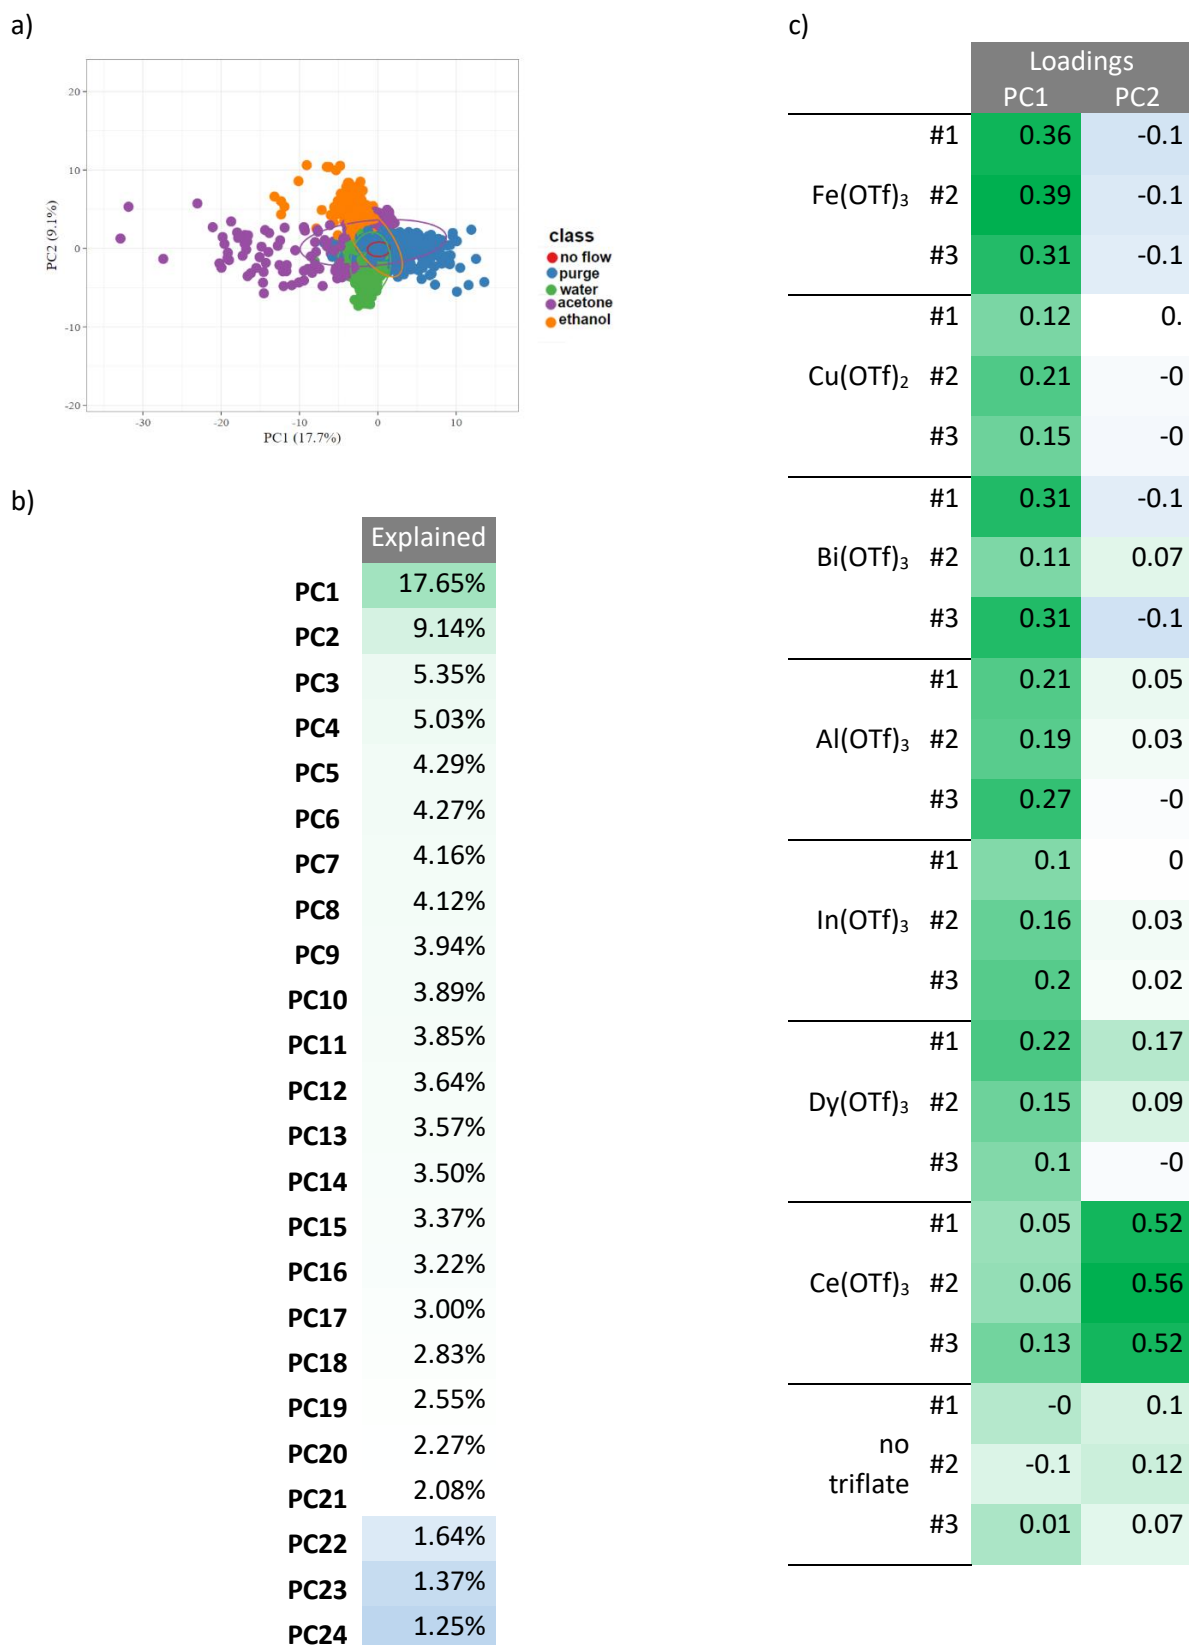 a)
20
10
0
-10
-20
-30
-20
-10
0
10
PC2 (9.1%)
PC1 (17.7%)
class
no flow
purge
water
acetone
ethanol
b)
Explained
PC1 17.65%
PC2 9.14%
PC3 5.35%
PC4 5.03%
PC5 4.29%
PC6 4.27%
PC7 4.16%
PC8 4.12%
PC9 3.94%
PC10 3.89%
PC11 3.85%
PC12 3.64%
PC13 3.57%
PC14 3.50%
PC15 3.37%
PC16 3.22%
PC17 3.00%
PC18 2.83%
PC19 2.55%
PC20 2.27%
PC21 2.08%
PC22 1.64%
PC23 1.37%
PC24 1.25%
c)
Loadings
PC1 PC2
#1 0.36 -0.1
Fe(OTf)₃ #2 0.39 -0.1
#3 0.31 -0.1
#1 0.12 0.
Cu(OTf)₂ #2 0.21 -0
#3 0.15 -0
#1 0.31 -0.1
Bi(OTf)₃ #2 0.11 0.07
#3 0.31 -0.1
#1 0.21 0.05
Al(OTf)₃ #2 0.19 0.03
#3 0.27 -0
#1 0.1 0
In(OTf)₃ #2 0.16 0.03
#3 0.2 0.02
#1 0.22 0.17
Dy(OTf)₃ #2 0.15 0.09
#3 0.1 -0
#1 0.05 0.52
Ce(OTf)₃ #2 0.06 0.56
#3 0.13 0.52
#1 -0 0.1
no
triflate
#2 -0.1 0.12
#3 0.01 0.07